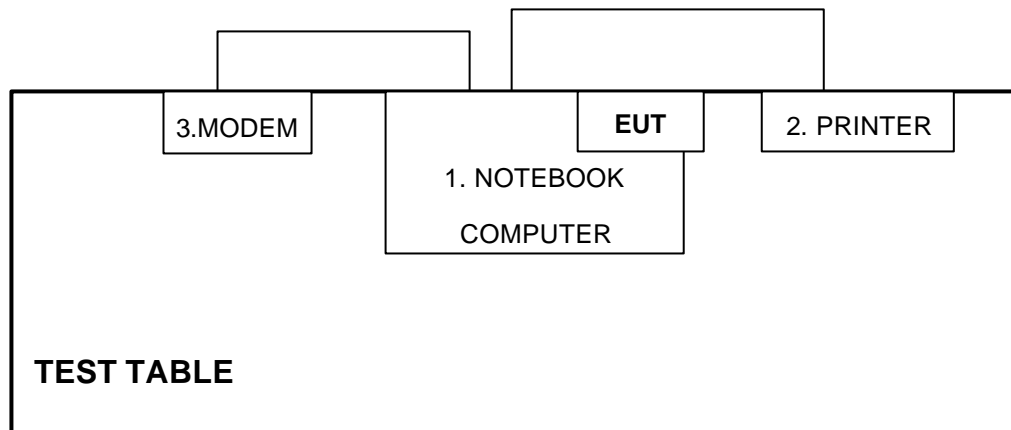 3.MODEM
EUT
2. PRINTER
1. NOTEBOOK
COMPUTER
TEST TABLE